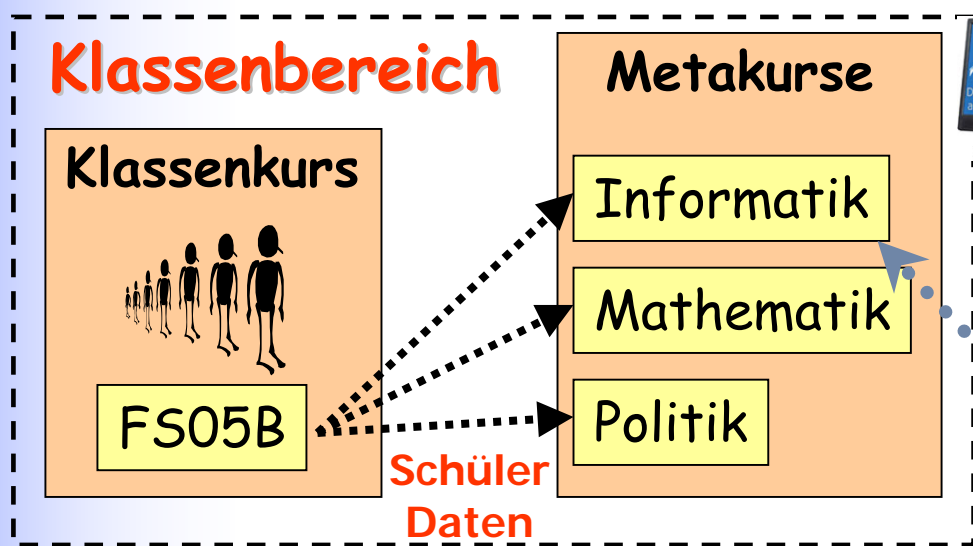 Klassenbereich
Klassenkurs
FS05B
Schüler
Daten
Metakurse
Informatik
Mathematik
Politik